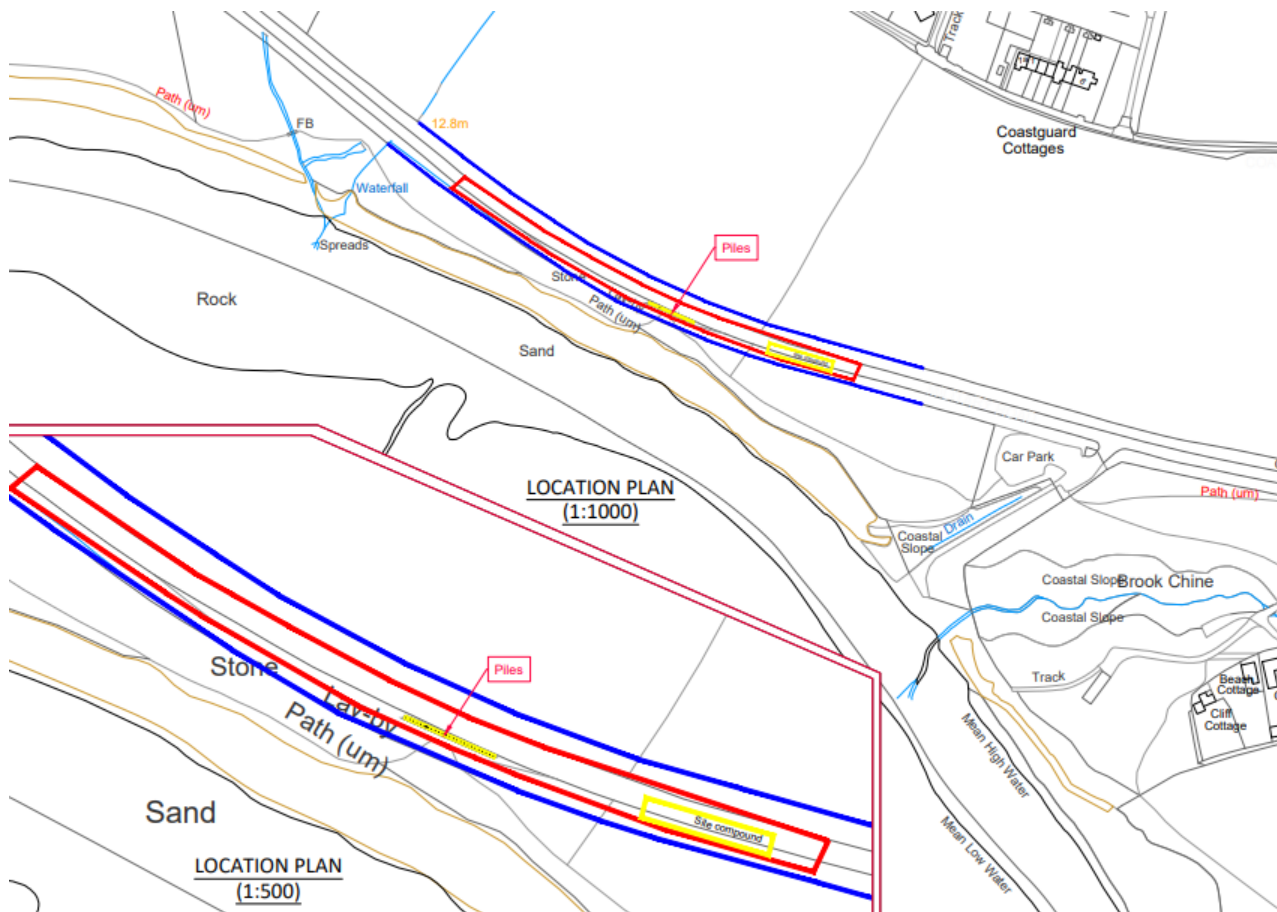 Track
Coastguard
Cottages
Path (um)
FB
12.8m
Waterfall
Spreads
Piles
Stone
Path (um)
Rock
Sand
LOCATION PLAN
(1:1000)
Car Park
Path (um)
Drain
Coastal
Slope
Coastal Slope
Brook Chine
Coastal Slope
Track
Beach
Cottage
Cliff
Cottage
Mean High Water
Mean Low Water
Stone
Piles
Lay-by
Path (um)
Site compound
Sand
LOCATION PLAN
(1:500)